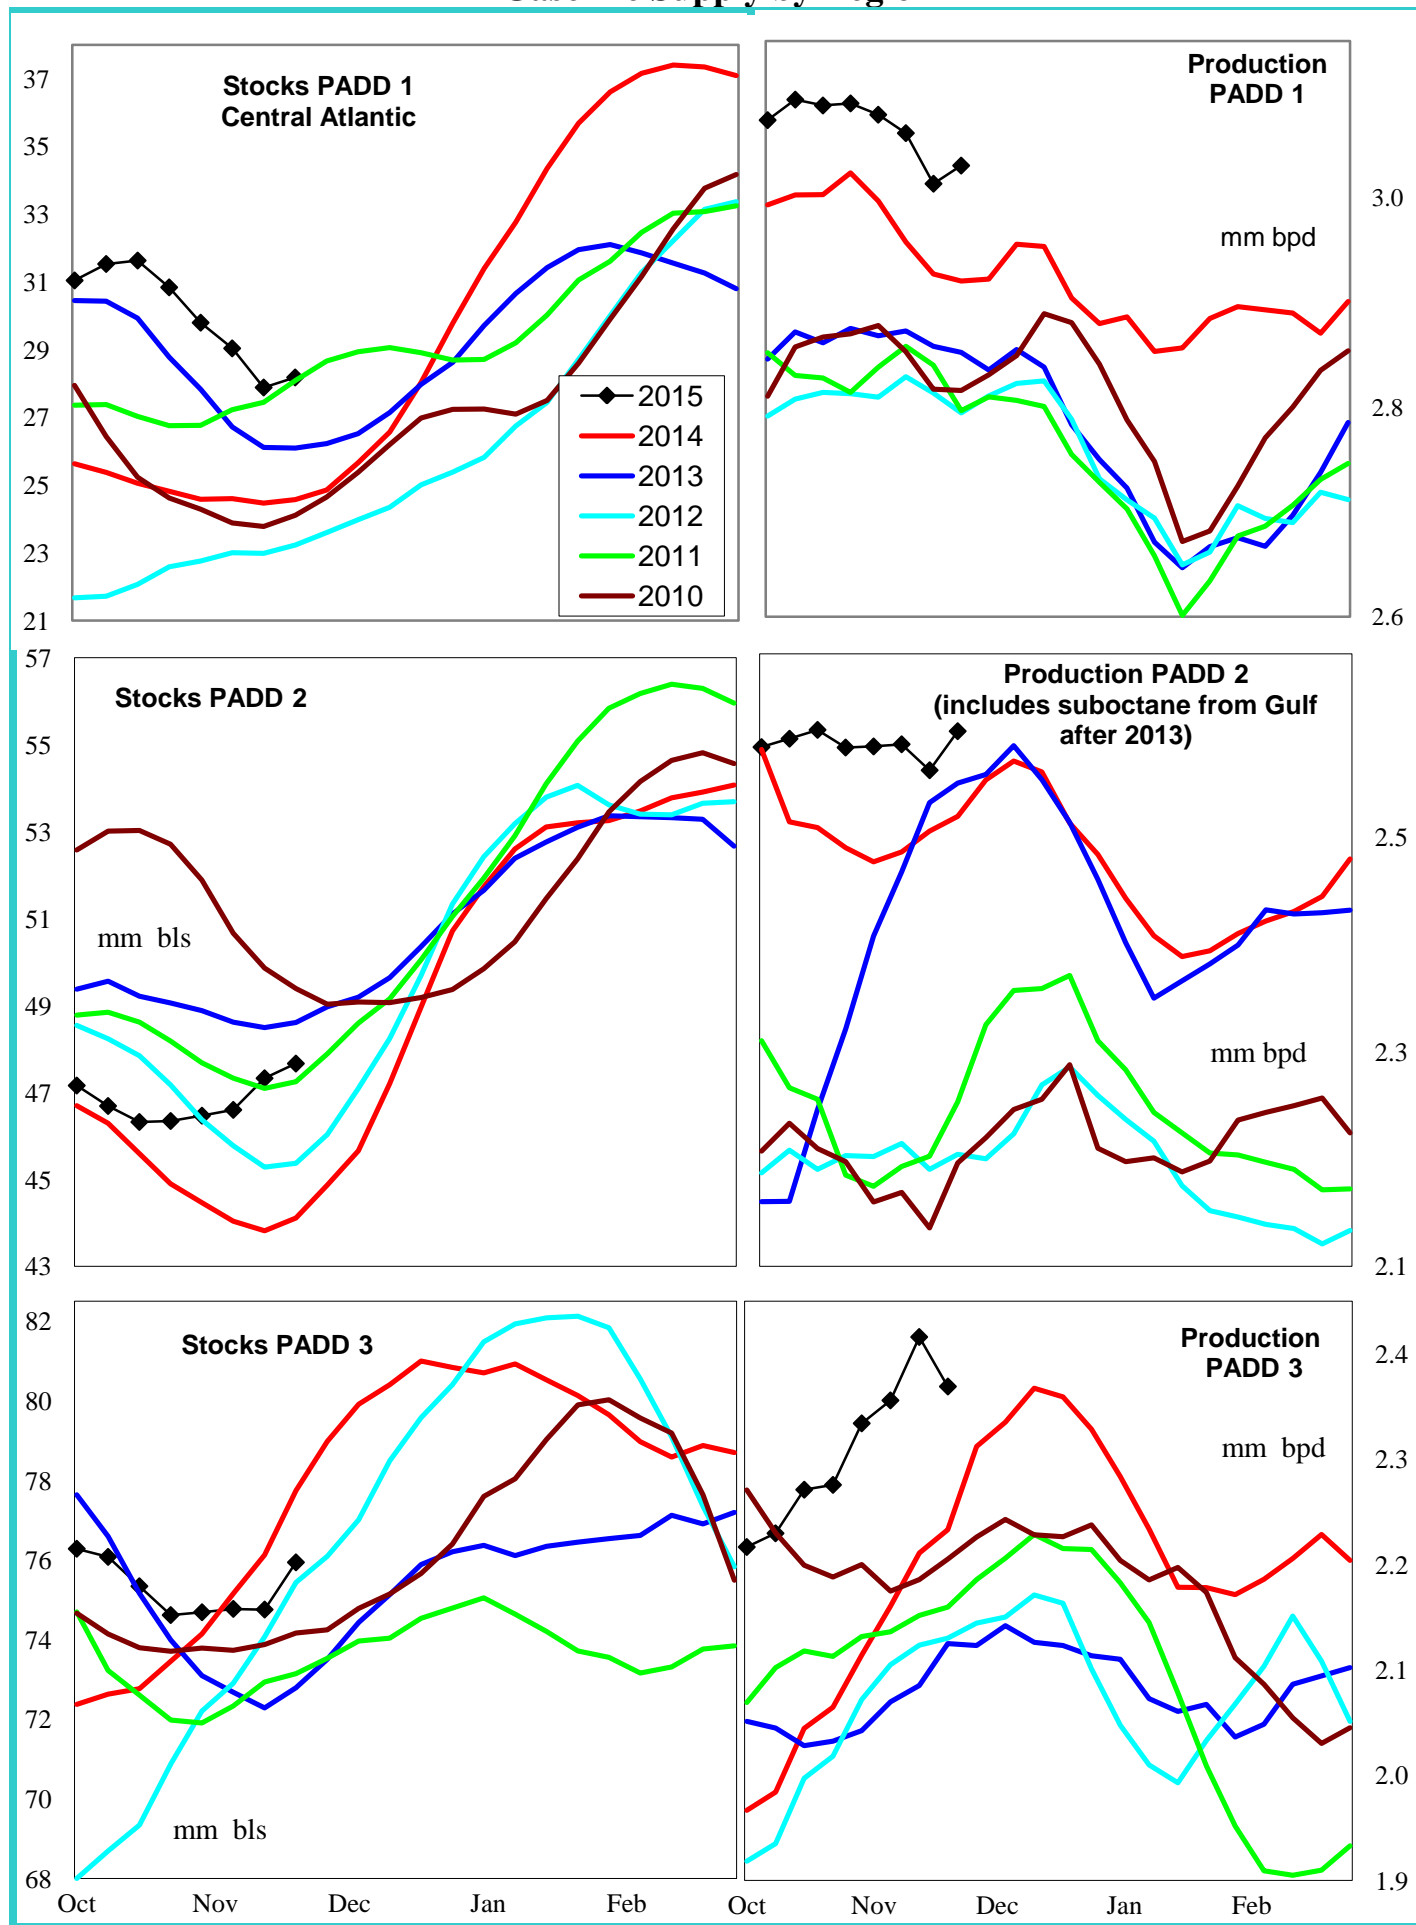 Stocks PADD 1
Central Atlantic
37
35
33
31
29
27
25
23
21
2015
2014
2013
2012
2011
2010
Production
PADD 1
mm bpd
3.0
2.8
2.6
Stocks PADD 2
mm bls
57
55
53
51
49
47
45
43
Production PADD 2
(includes suboctane from Gulf
after 2013)
mm bpd
2.5
2.3
2.1
Stocks PADD 3
mm bls
82
80
78
76
74
72
70
68
Oct Nov Dec Jan Feb
Production
PADD 3
mm bpd
2.4
2.3
2.2
2.1
2.0
1.9
Oct Nov Dec Jan Feb